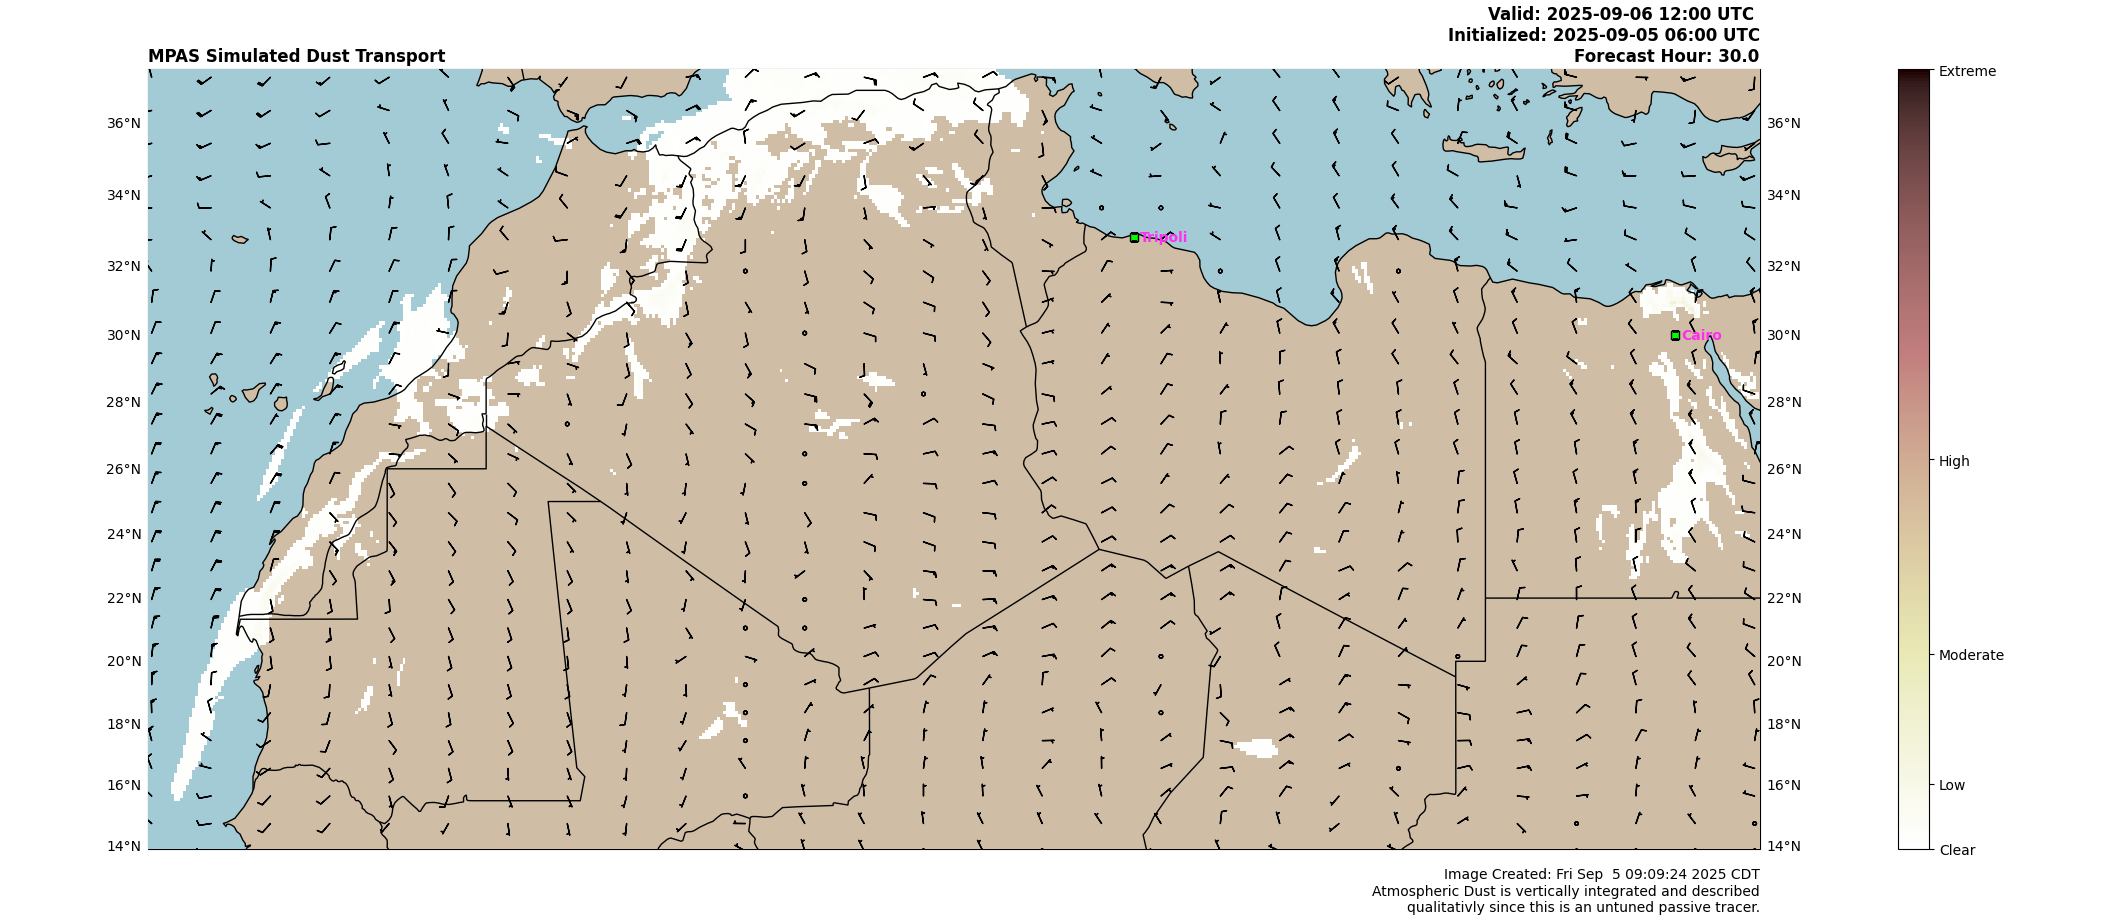 Valid: 2025-09-06 12:00 UTC
Initialized: 2025-09-05 06:00 UTC
MPAS Simulated Dust Transport
Forecast Hour: 30.0
Extreme
36°N
36°N
34°N
34°N
Tripoli
32°N
32°N
30°N
Cairo
30°N
28°N
28°N
26°N
26°N
High
24°N
24°N
22°N
22°N
20°N
20°N
Moderate
18°N
18°N
16°N
16°N
Low
14°N
14°N
Clear
Image Created: Fri Sep  5 09:09:24 2025 CDT
Atmospheric Dust is vertically integrated and described
qualitativly since this is an untuned passive tracer.